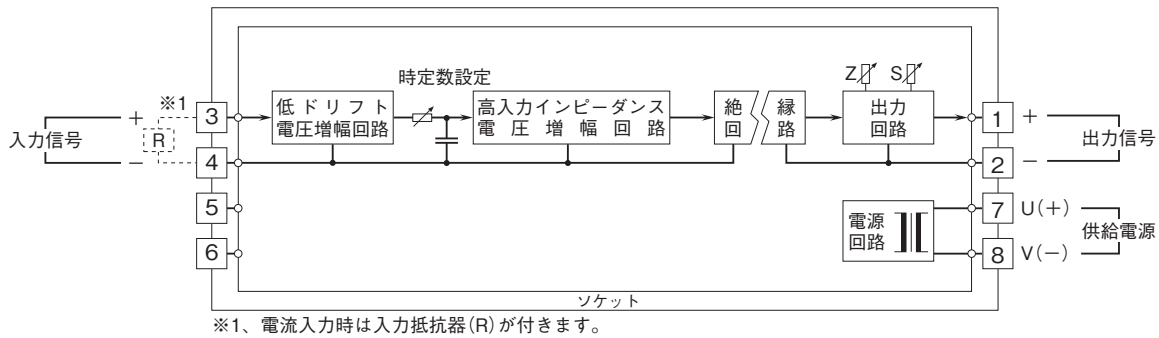 時定数設定
Z
S
※1
3
低ドリフト
電圧増幅回路
高入力インピーダンス
電圧増幅回路
絶
回
縁
路
出力
回路
1
+
+
入力信号
R
出力信号
−
4
2
−
5
7
U(+)
電源
回路
供給電源
6
8
V(−)
ソケット
※1、電流入力時は入力抵抗器(R)が付きます。